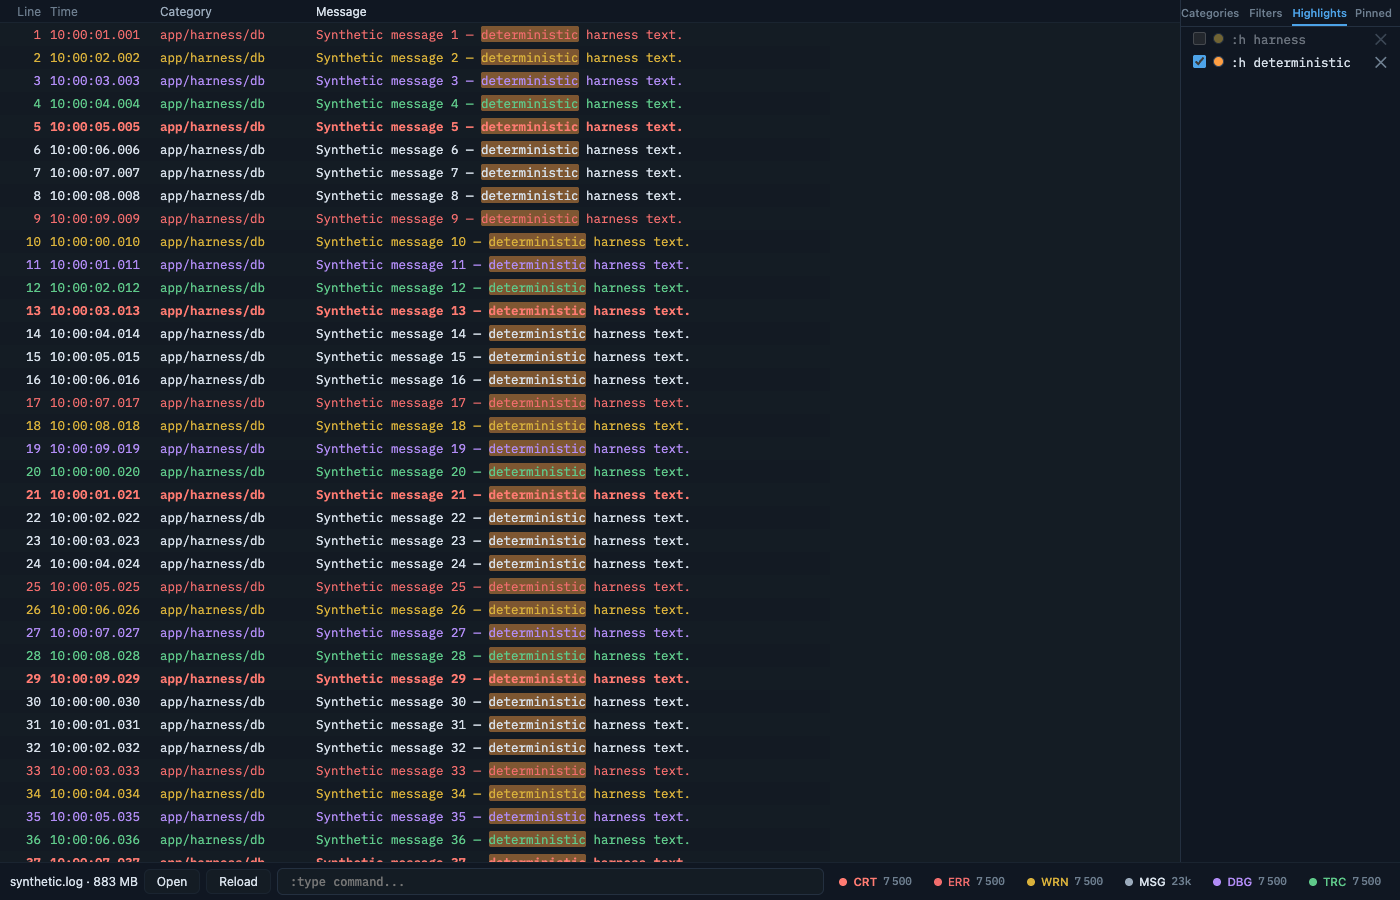 Line Time Category Message
1 10:00:01.001 app/harness/db Synthetic message 1 — deterministic harness text.
2 10:00:02.002 app/harness/db Synthetic message 2 — deterministic harness text.
3 10:00:03.003 app/harness/db Synthetic message 3 — deterministic harness text.
4 10:00:04.004 app/harness/db Synthetic message 4 — deterministic harness text.
5 10:00:05.005 app/harness/db Synthetic message 5 — deterministic harness text.
6 10:00:06.006 app/harness/db Synthetic message 6 — deterministic harness text.
7 10:00:07.007 app/harness/db Synthetic message 7 — deterministic harness text.
8 10:00:08.008 app/harness/db Synthetic message 8 — deterministic harness text.
9 10:00:09.009 app/harness/db Synthetic message 9 — deterministic harness text.
10 10:00:00.010 app/harness/db Synthetic message 10 — deterministic harness text.
11 10:00:01.011 app/harness/db Synthetic message 11 — deterministic harness text.
12 10:00:02.012 app/harness/db Synthetic message 12 — deterministic harness text.
13 10:00:03.013 app/harness/db Synthetic message 13 — deterministic harness text.
14 10:00:04.014 app/harness/db Synthetic message 14 — deterministic harness text.
15 10:00:05.015 app/harness/db Synthetic message 15 — deterministic harness text.
16 10:00:06.016 app/harness/db Synthetic message 16 — deterministic harness text.
17 10:00:07.017 app/harness/db Synthetic message 17 — deterministic harness text.
18 10:00:08.018 app/harness/db Synthetic message 18 — deterministic harness text.
19 10:00:09.019 app/harness/db Synthetic message 19 — deterministic harness text.
20 10:00:00.020 app/harness/db Synthetic message 20 — deterministic harness text.
21 10:00:01.021 app/harness/db Synthetic message 21 — deterministic harness text.
22 10:00:02.022 app/harness/db Synthetic message 22 — deterministic harness text.
23 10:00:03.023 app/harness/db Synthetic message 23 — deterministic harness text.
24 10:00:04.024 app/harness/db Synthetic message 24 — deterministic harness text.
25 10:00:05.025 app/harness/db Synthetic message 25 — deterministic harness text.
26 10:00:06.026 app/harness/db Synthetic message 26 — deterministic harness text.
27 10:00:07.027 app/harness/db Synthetic message 27 — deterministic harness text.
28 10:00:08.028 app/harness/db Synthetic message 28 — deterministic harness text.
29 10:00:09.029 app/harness/db Synthetic message 29 — deterministic harness text.
30 10:00:00.030 app/harness/db Synthetic message 30 — deterministic harness text.
31 10:00:01.031 app/harness/db Synthetic message 31 — deterministic harness text.
32 10:00:02.032 app/harness/db Synthetic message 32 — deterministic harness text.
33 10:00:03.033 app/harness/db Synthetic message 33 — deterministic harness text.
34 10:00:04.034 app/harness/db Synthetic message 34 — deterministic harness text.
35 10:00:05.035 app/harness/db Synthetic message 35 — deterministic harness text.
36 10:00:06.036 app/harness/db Synthetic message 36 — deterministic harness text.
37 10:00:07.037 app/harness/db Synthetic message 37 — deterministic harness text.
Categories Filters Highlights Pinned
:h harness
:h deterministic
synthetic.log · 883 MB Open Reload :type command... CRT 7 500 ERR 7 500 WRN 7 500 MSG 23k DBG 7 500 TRC 7 500